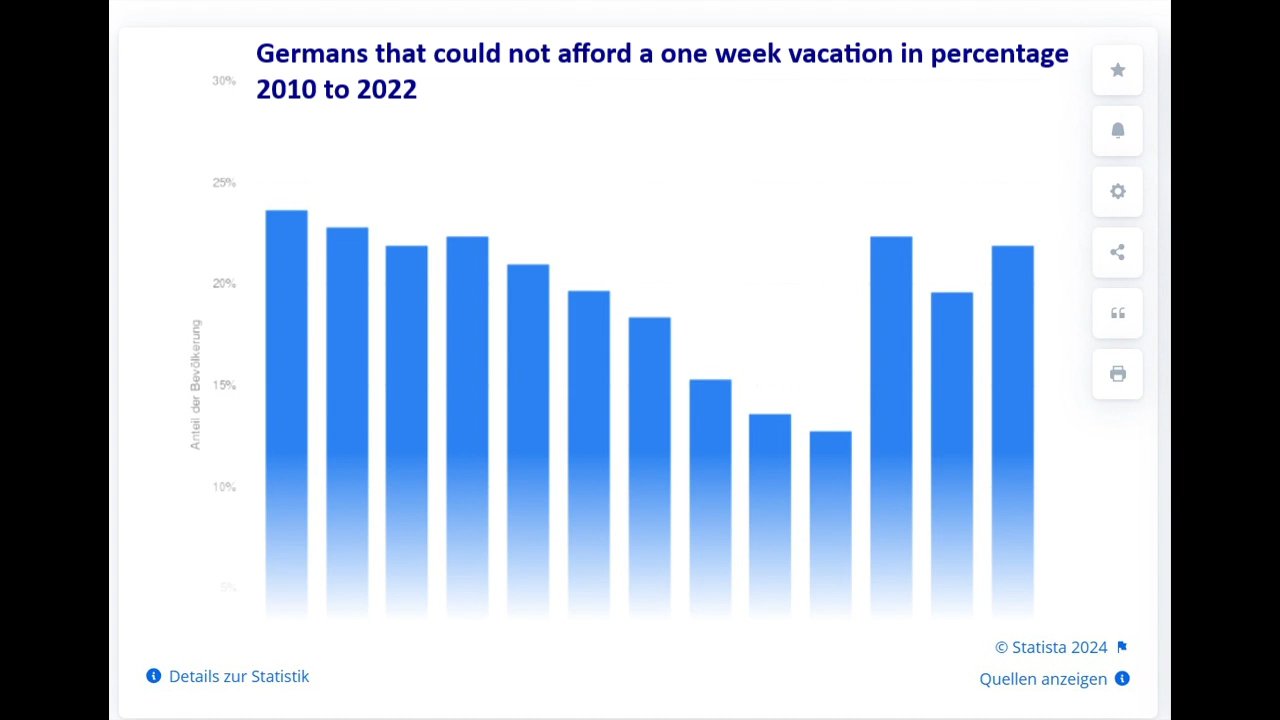 Germans that could not afford a one week vacation in percentage
2010 to 2022
30%
25%
20%
15%
10%
5%
Anteil der Bevölkerung
© Statista 2024
Details zur Statistik
Quellen anzeigen